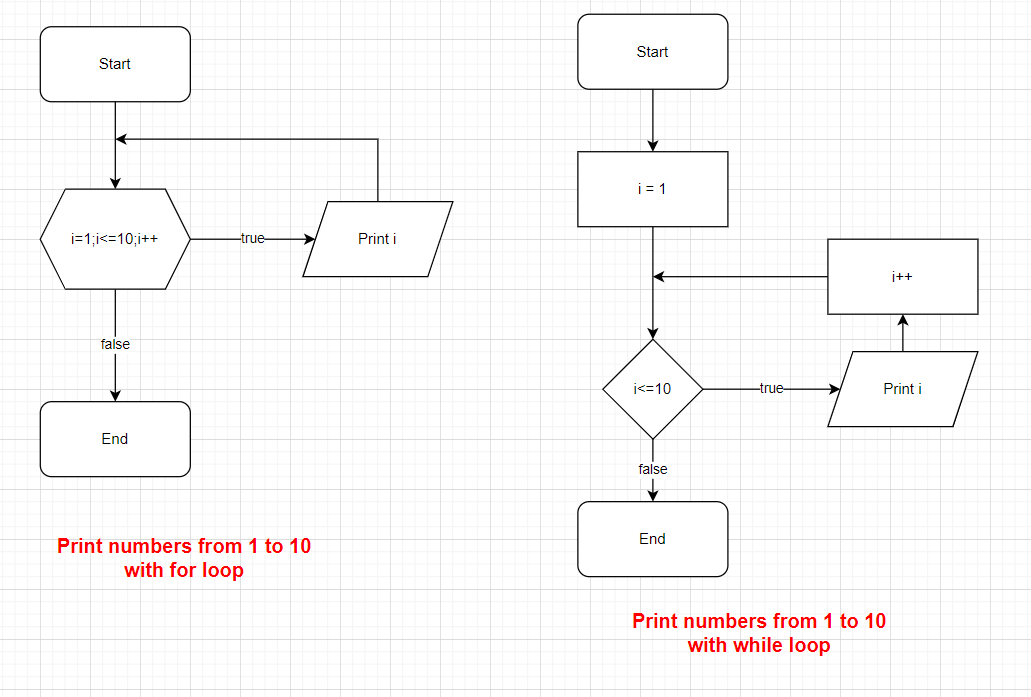 Start
i=1;i<=10;i++
true
Print i
false
End
Print numbers from 1 to 10
with for loop
Start
i = 1
i++
i<=10
true
Print i
false
End
Print numbers from 1 to 10
with while loop